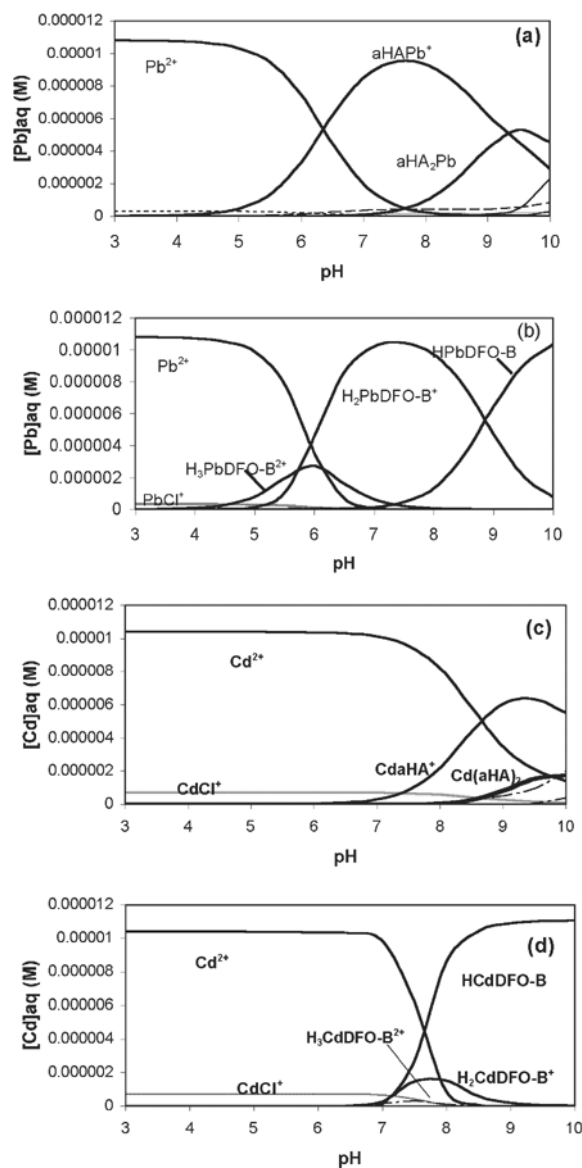 (a)
0.000012
0.00001
0.000008
0.000006
0.000004
0.000002
0
[Pb]aq (M)
Pb²⁺
aHAPb⁺
aHA₂Pb
3 4 5 6 7 8 9 10
pH
(b)
0.000012
0.00001
0.000008
0.000006
0.000004
0.000002
0
[Pb]aq (M)
Pb²⁺
HPbDFO-B
H₂PbDFO-B⁺
H₃PbDFO-B²⁺
PbCl⁺
3 4 5 6 7 8 9 10
pH
(c)
0.000012
0.00001
0.000008
0.000006
0.000004
0.000002
0
[Cd]aq (M)
Cd²⁺
CdaHA⁺
Cd(aHA)₂
CdCl⁺
3 4 5 6 7 8 9 10
pH
(d)
0.000012
0.00001
0.000008
0.000006
0.000004
0.000002
0
[Cd]aq (M)
Cd²⁺
HCdDFO-B
H₃CdDFO-B²⁺
H₂CdDFO-B⁺
CdCl⁺
3 4 5 6 7 8 9 10
pH